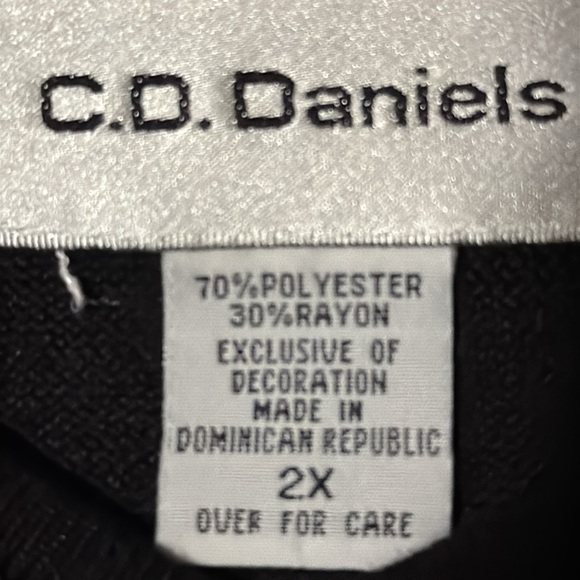 C.D. Daniels
70%POLYESTER
30%RAYON
EXCLUSIVE OF
DECORATION
MADE IN
DOMINICAN REPUBLIC
2X
OVER FOR CARE